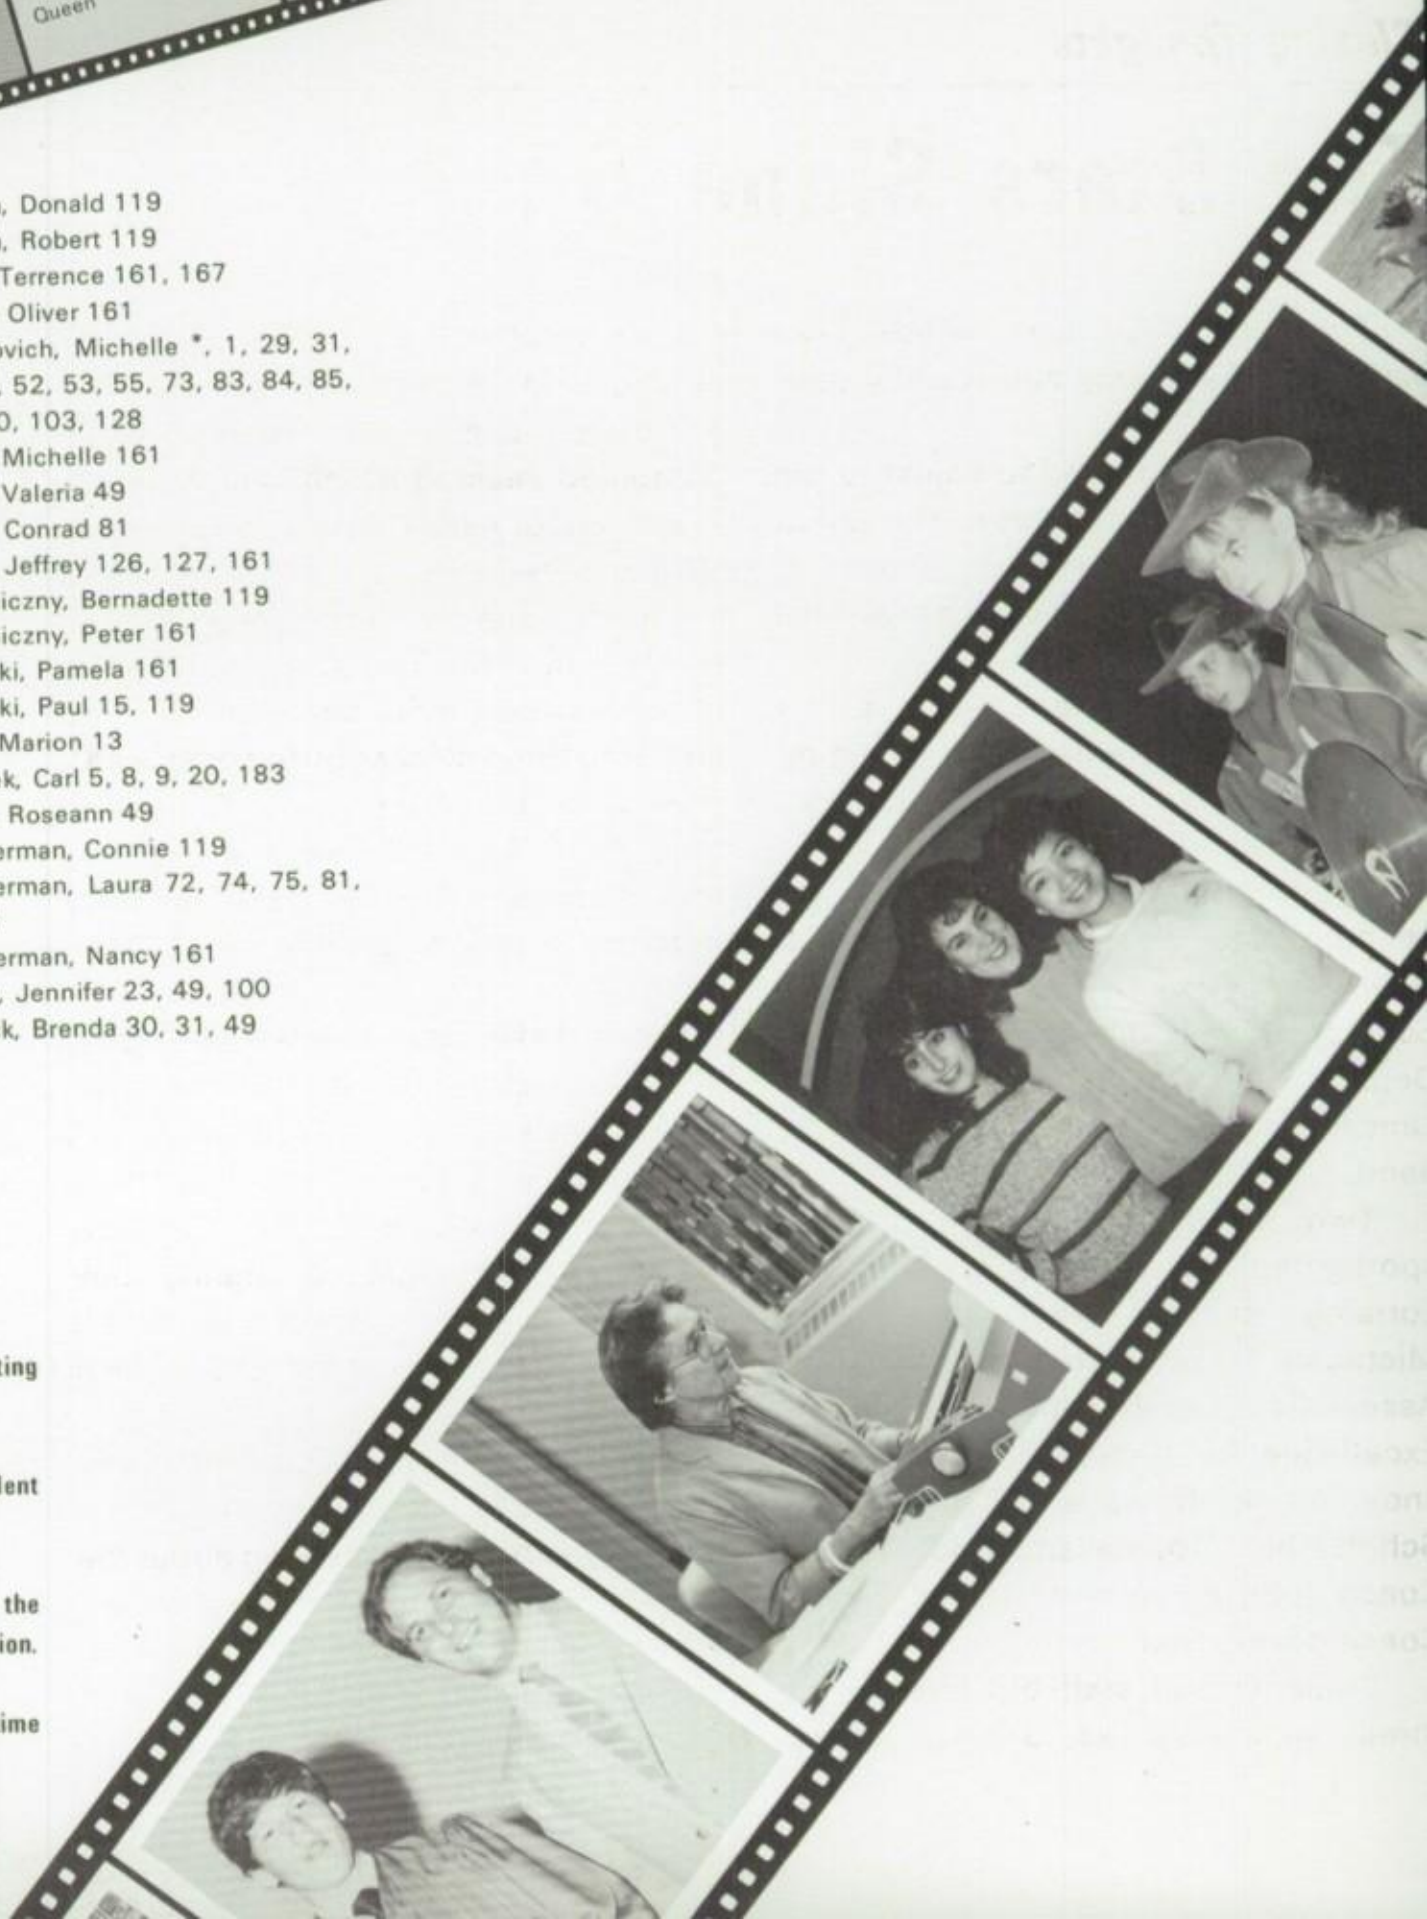 Queen
, Donald 119
, Robert 119
Terrence 161, 167
Oliver 161
ovich, Michelle *, 1, 29, 31,
, 52, 53, 55, 73, 83, 84, 85,
0, 103, 128
Michelle 161
Valeria 49
Conrad 81
Jeffrey 126, 127, 161
iczny, Bernadette 119
iczny, Peter 161
ki, Pamela 161
ki, Paul 15, 119
Marion 13
k, Carl 5, 8, 9, 20, 183
Roseann 49
erman, Connie 119
erman, Laura 72, 74, 75, 81,
erman, Nancy 161
, Jennifer 23, 49, 100
k, Brenda 30, 31, 49
ting
lent
the
ion.
ime